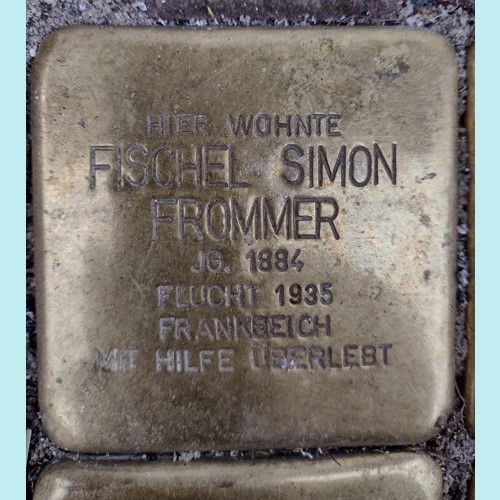 HIER WOHNTE
FISCHEL SIMON
FROMMER
JG. 1884
FLUCHT 1935
FRANKREICH
MIT HILFE ÜBERLEBT